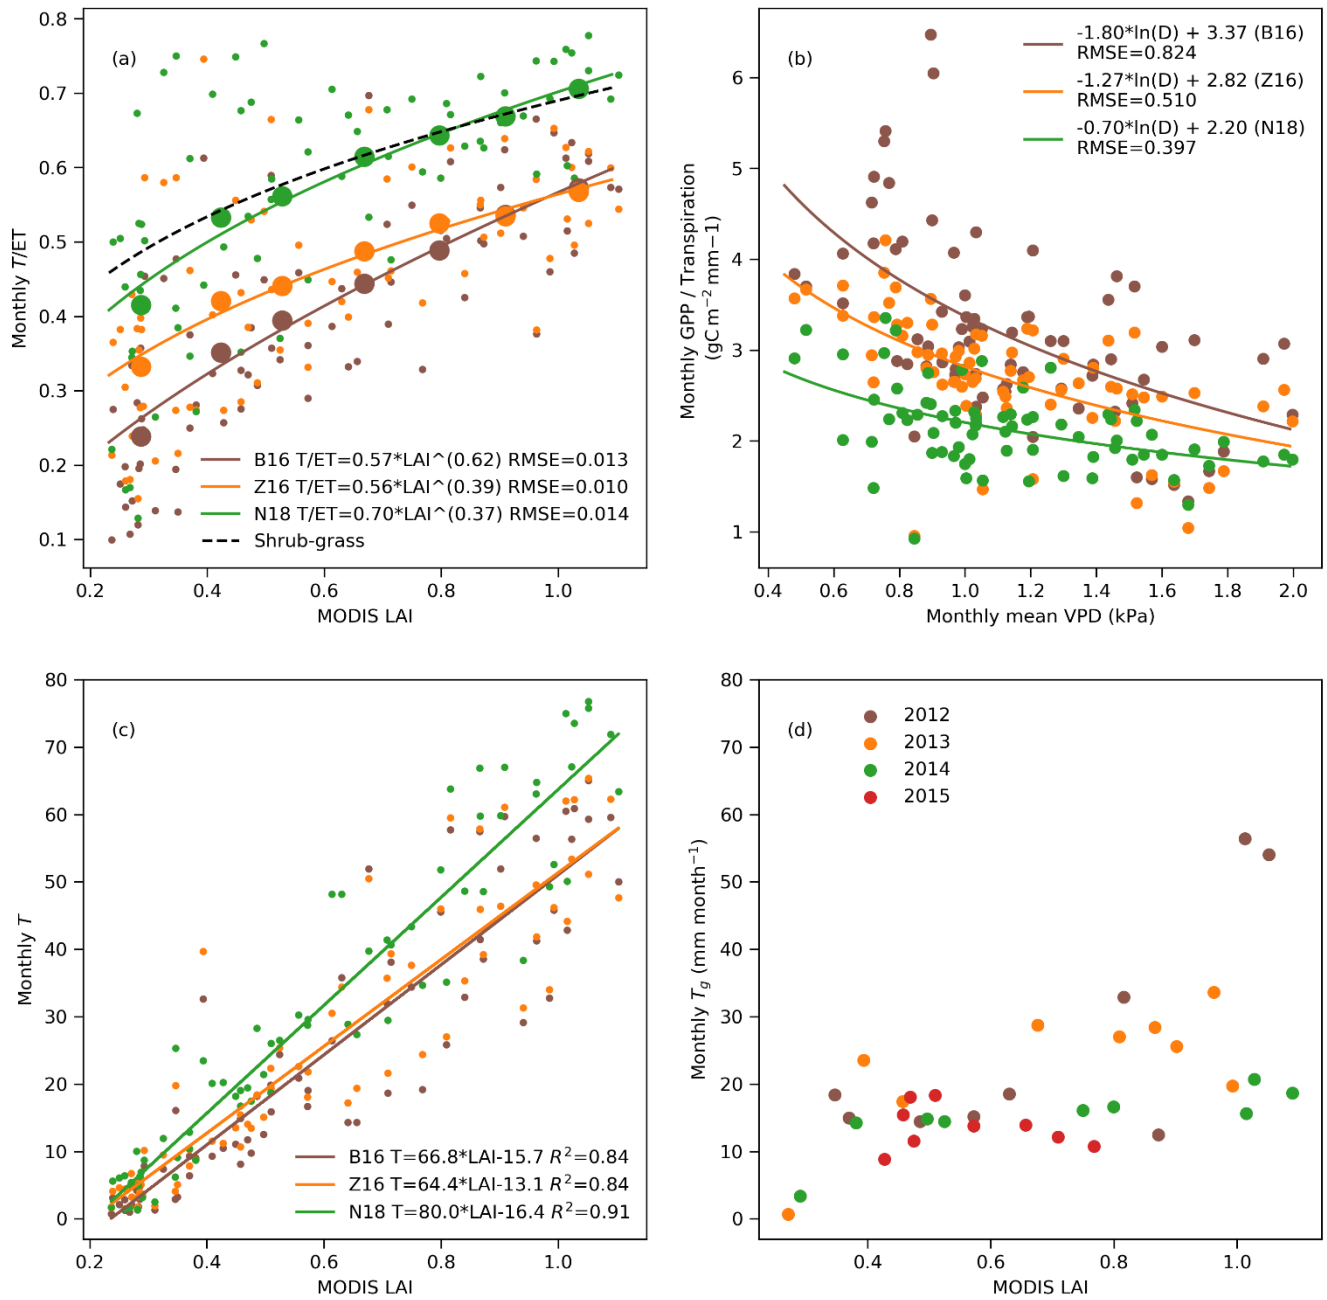 (a)
0.8
0.7
0.6
0.5
0.4
0.3
0.2
0.1
Monthly T/ET
B16 T/ET=0.57*LAI^(0.62) RMSE=0.013
Z16 T/ET=0.56*LAI^(0.39) RMSE=0.010
N18 T/ET=0.70*LAI^(0.37) RMSE=0.014
Shrub-grass
0.2 0.4 0.6 0.8 1.0
MODIS LAI
(b)
-1.80*ln(D) + 3.37 (B16)
RMSE=0.824
-1.27*ln(D) + 2.82 (Z16)
RMSE=0.510
-0.70*ln(D) + 2.20 (N18)
RMSE=0.397
6
5
4
3
2
1
Monthly GPP / Transpiration
(gC m⁻² mm−1)
0.4 0.6 0.8 1.0 1.2 1.4 1.6 1.8 2.0
Monthly mean VPD (kPa)
(c)
80
70
60
50
40
30
20
10
0
Monthly T
B16 T=66.8*LAI-15.7 R²=0.84
Z16 T=64.4*LAI-13.1 R²=0.84
N18 T=80.0*LAI-16.4 R²=0.91
0.2 0.4 0.6 0.8 1.0
MODIS LAI
(d)
2012
2013
2014
2015
80
70
60
50
40
30
20
10
0
Monthly Tg (mm month⁻¹)
0.4 0.6 0.8 1.0
MODIS LAI